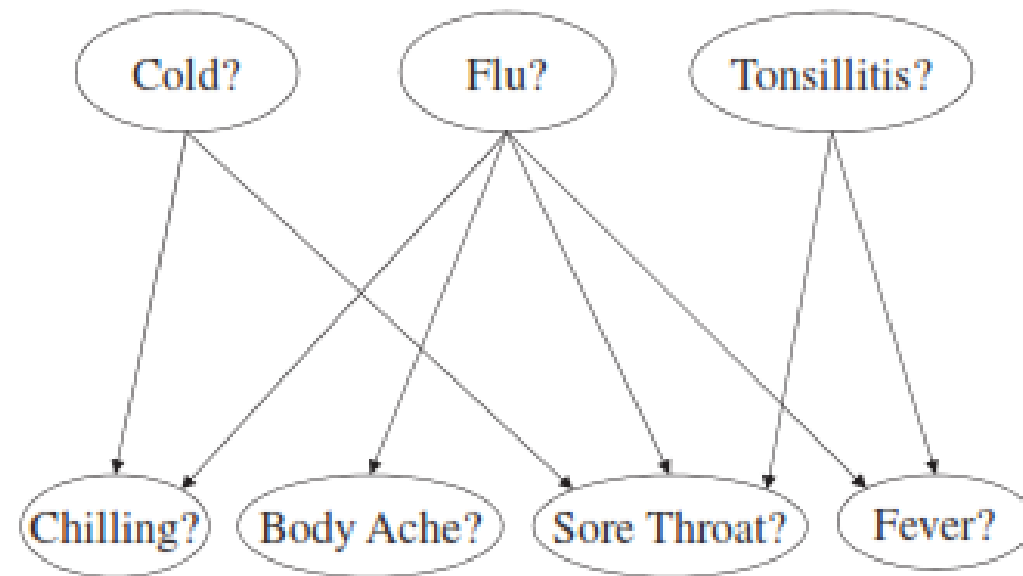 Cold?
Flu?
Tonsillitis?
Chilling?
Body Ache?
Sore Throat?
Fever?